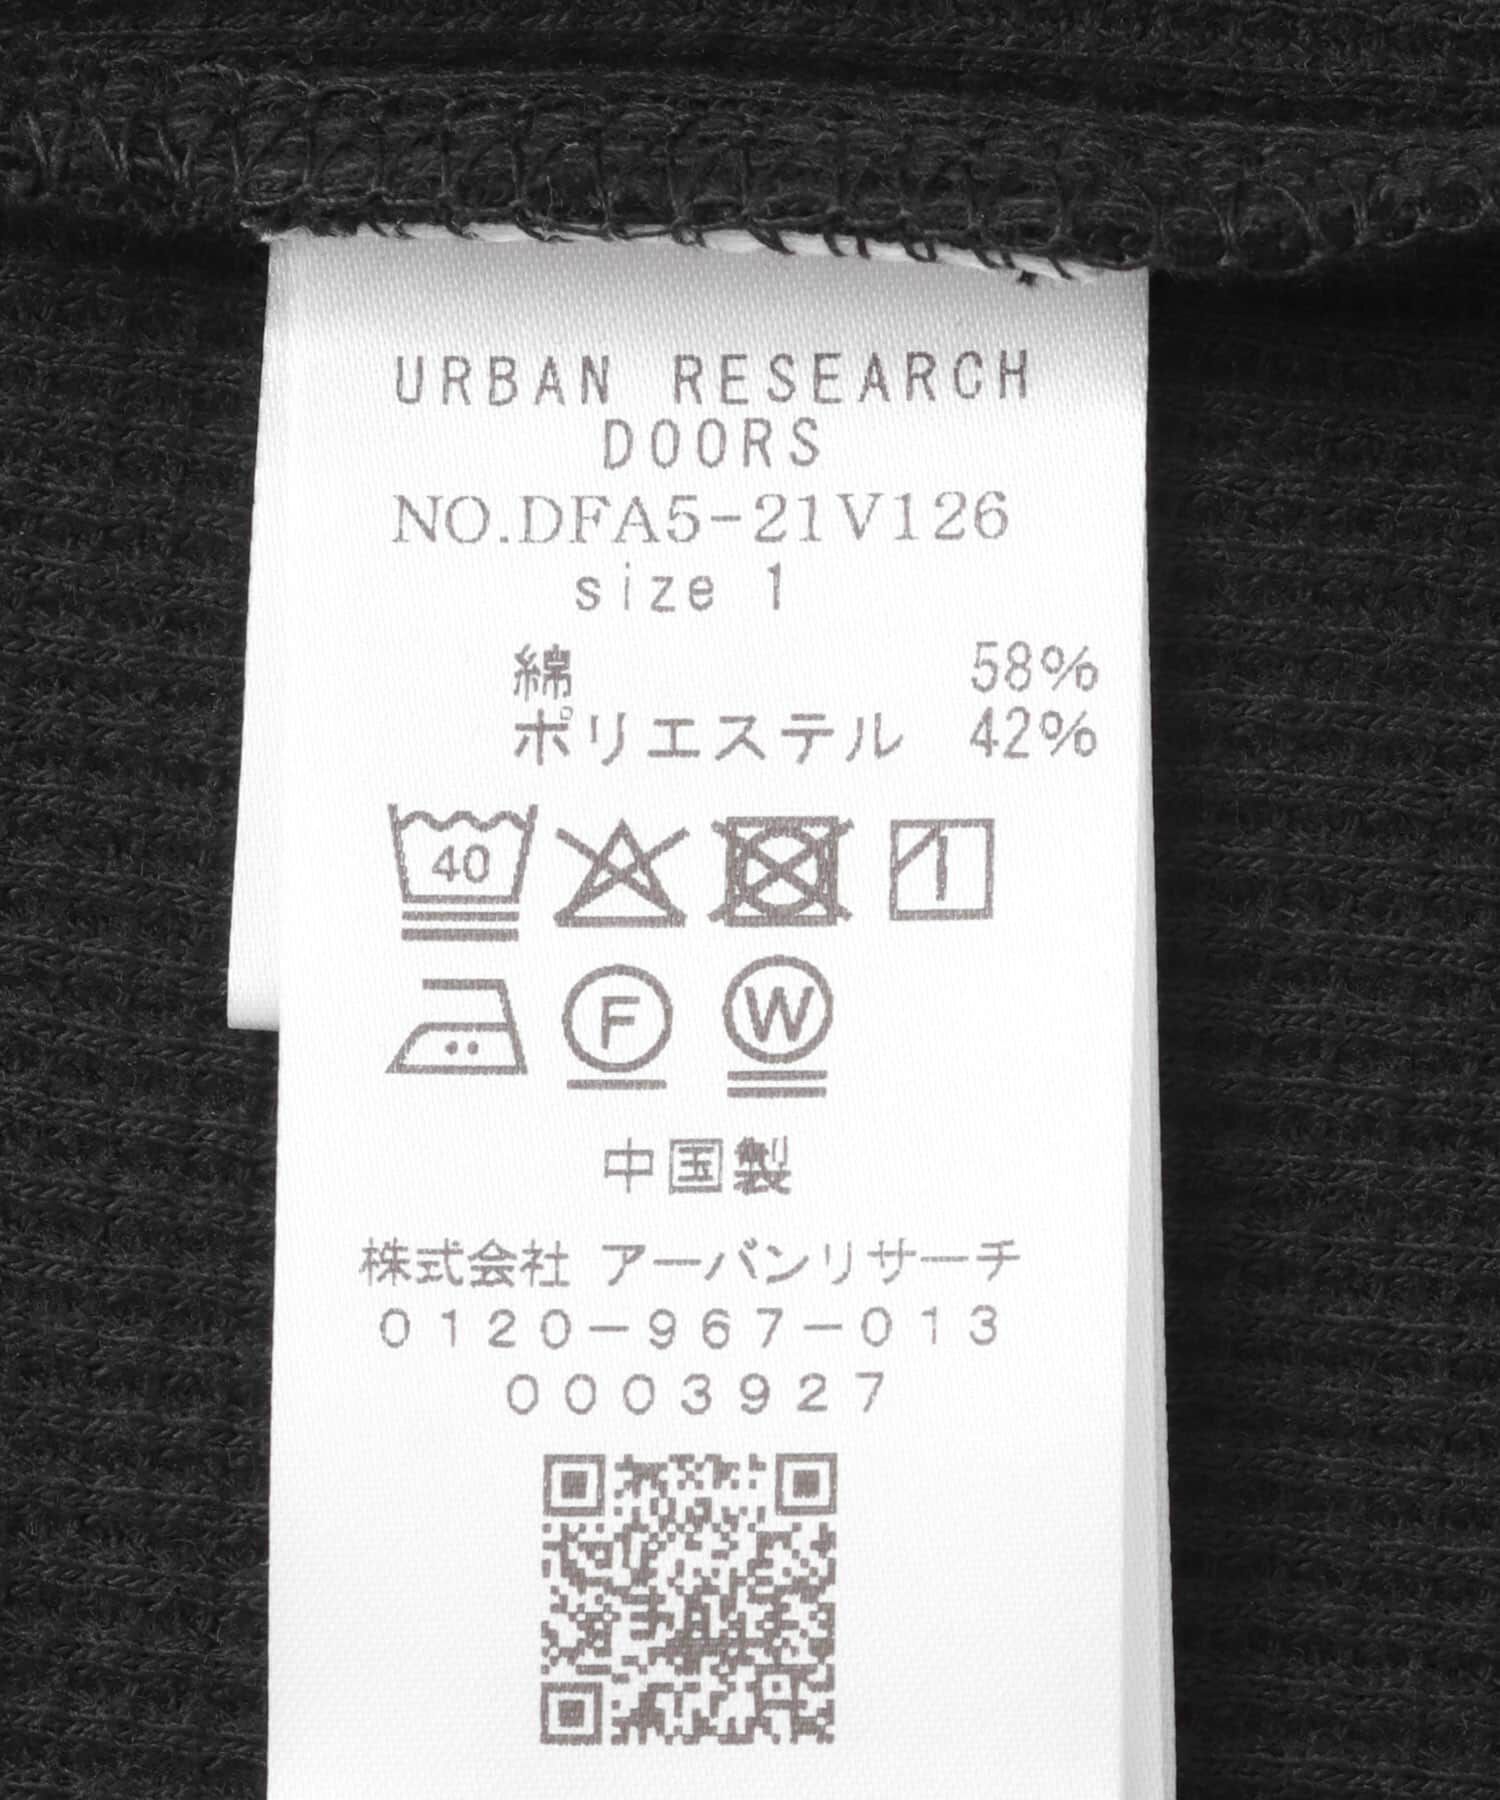 URBAN RESEARCH
DOORS
NO.DFA5-21V126
size 1
綿 58%
ポリエステル 42%
40
F W
中国製
株式会社 アーバンリサーチ
0120-967-013
0003927